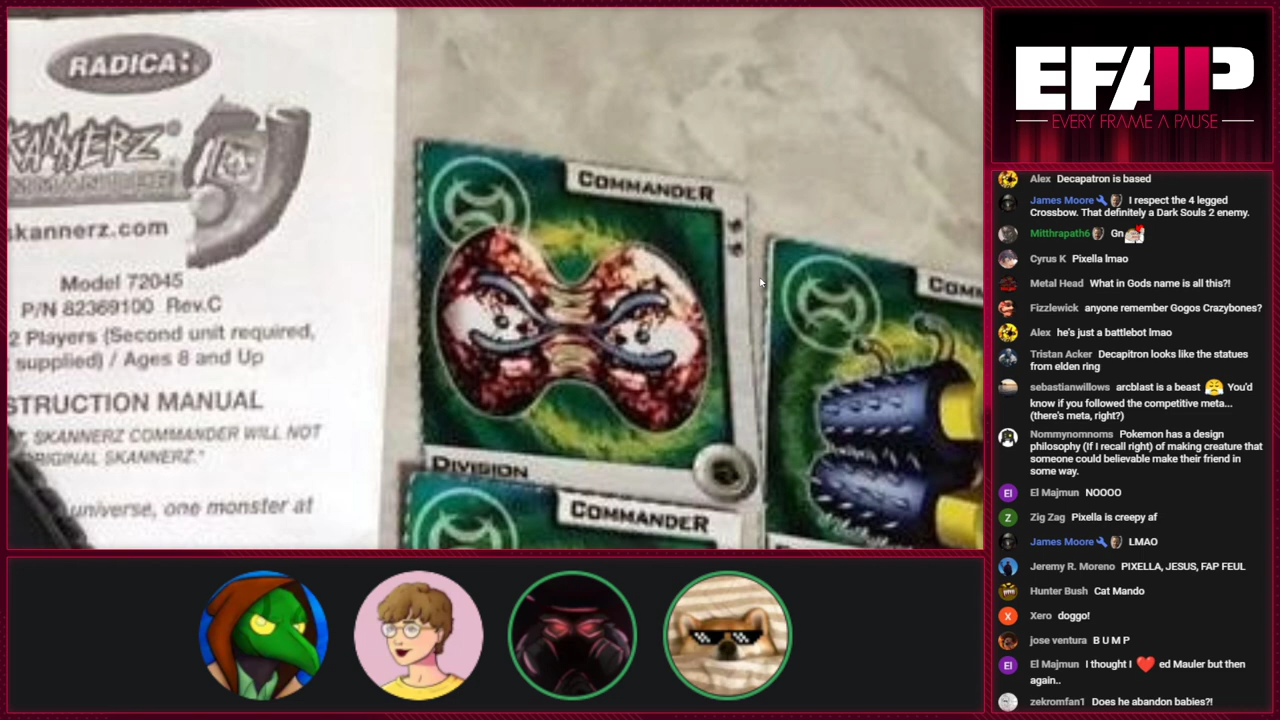 RADICA:
SKANNERZ
skannerz.com
Model 72045
P/N 82369100 Rev.C
2 Players (Second unit required,
supplied) / Ages 8 and Up
STRUCTION MANUAL
SKANNERZ COMMANDER WILL NOT
ORIGINAL SKANNERZ."
universe, one monster at
COMMANDER
DIVISION
COMMANDER
COMM
EFAP
EVERY FRAME A PAUSE
Alex Decapatron is based
James Moore I respect the 4 legged
Crossbow. That definitely a Dark Souls 2 enemy.
Mitthrapath6 Gn
Cyrus K Pixella lmao
Metal Head What in Gods name is all this?!
Fizzlewick anyone remember Gogos Crazybones?
Alex he's just a battlebot lmao
Tristan Acker Decapitron looks like the statues
from elden ring
sebastianwillows arcblast is a beast 😤 You'd
know if you followed the competitive meta...
(there's meta, right?)
Nommynomnoms Pokemon has a design
philosophy (If I recall right) of making creature that
someone could believable make their friend in
some way.
El El Majmun NOOOO
Z Zig Zag Pixella is creepy af
James Moore LMAO
Jeremy R. Moreno PIXELLA, JESUS, FAP FEUL
Hunter Bush Cat Mando
X Xero doggo!
jose ventura B U M P
El El Majmun I thought I ❤️ ed Mauler but then
again..
zekromfan1 Does he abandon babies?!